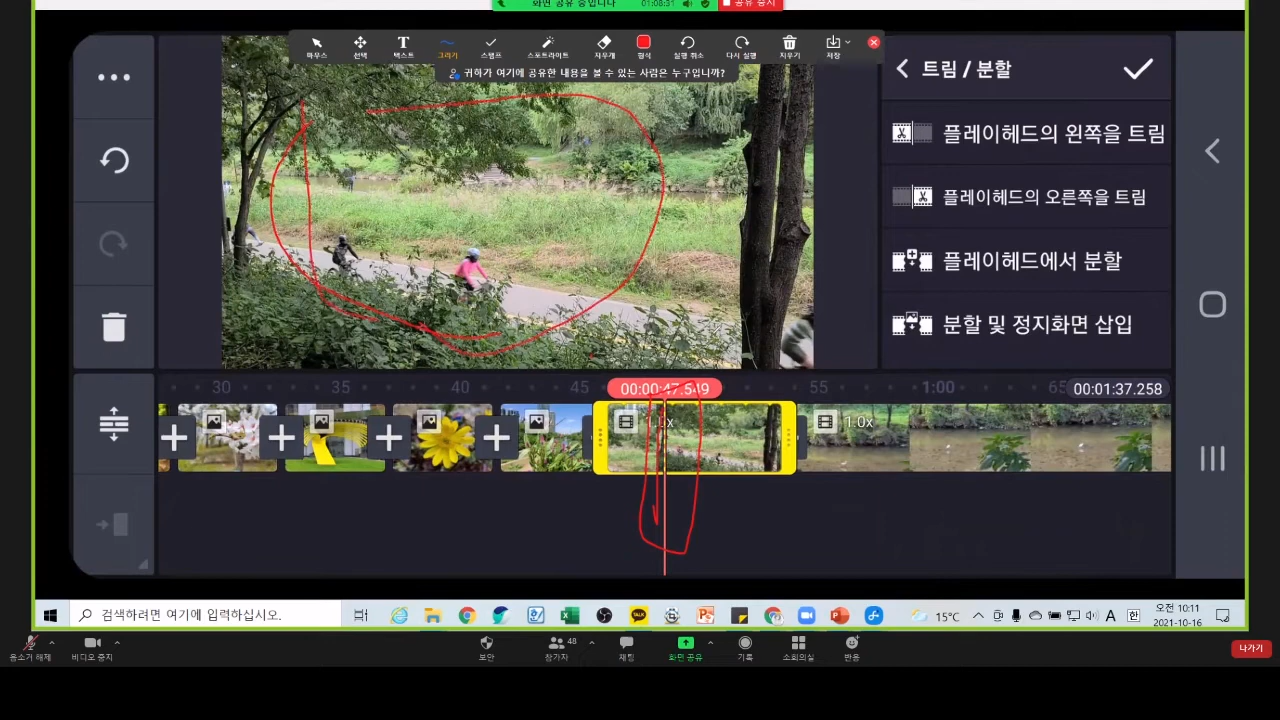 화면 공유 중입니다 01:08:31 공유 중지
마우스 선택 텍스트 그리기 스탬프 스포트라이트 지우개 형식 실행 취소 다시 실행 지우기 저장
귀하가 여기에 공유한 내용을 볼 수 있는 사람은 누구입니까?
트림 / 분할
플레이헤드의 왼쪽을 트림
플레이헤드의 오른쪽을 트림
플레이헤드에서 분할
분할 및 정지화면 삽입
30 35 40 45 00:00:47.549 55 1:00 65 00:01:37.258
1.0x 1.0x
검색하려면 여기에 입력하십시오.
TALK
15°C A 한
오전 10:11
2021-10-16
음소거 해제 비디오 중지 보안 참가자 48 채팅 화면 공유 기록 소회의실 반응 나가기